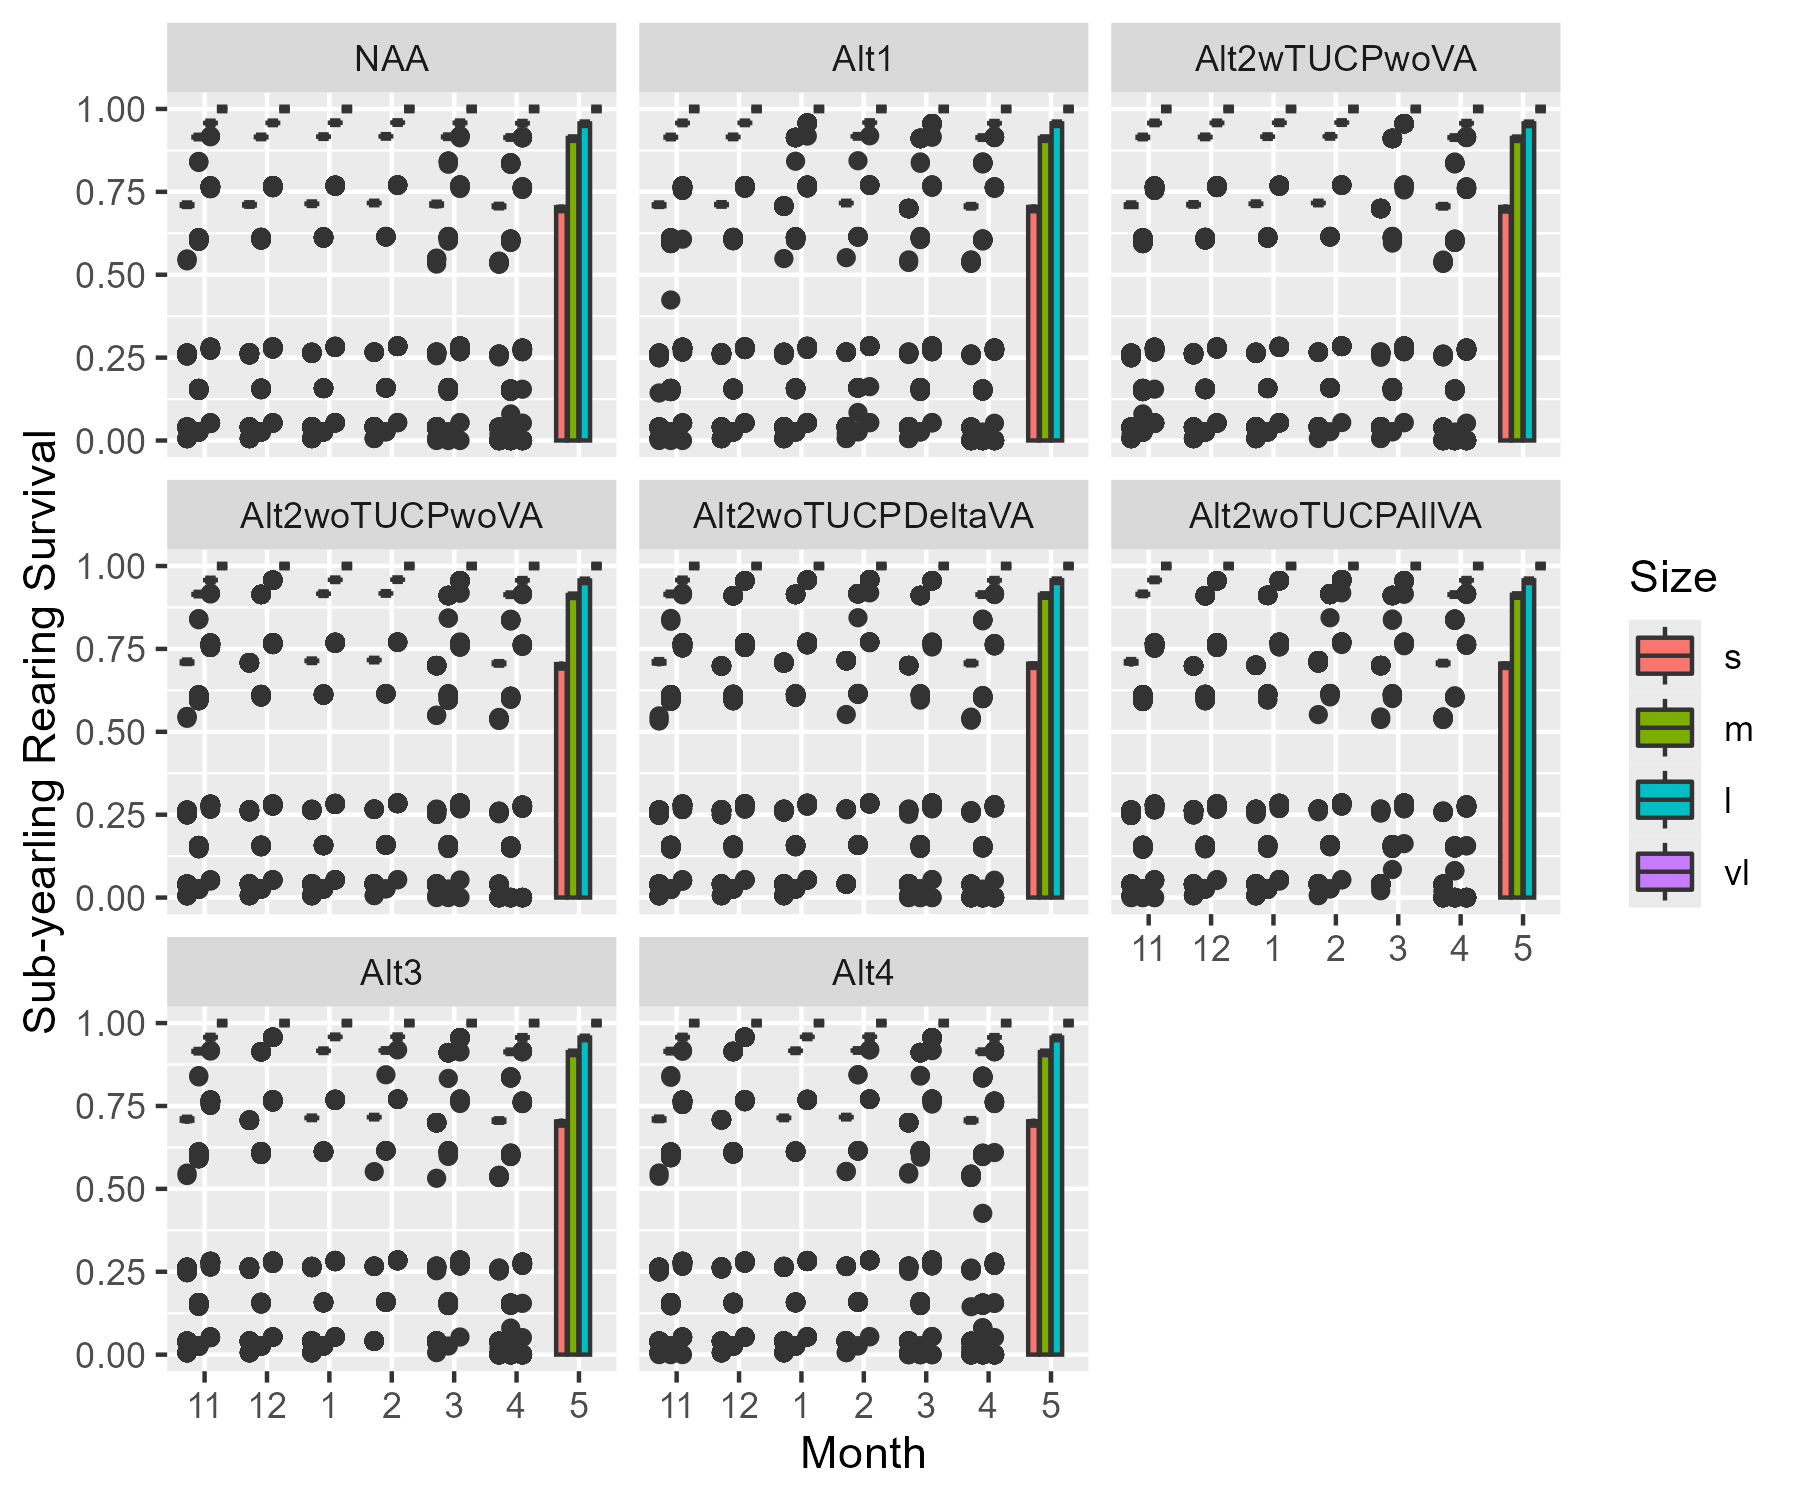 NAA
Alt1
Alt2wTUCPwoVA
1.00
0.75
0.50
0.25
0.00
Alt2woTUCPwoVA
Alt2woTUCPDeltaVA
Alt2woTUCPAllVA
1.00
0.75
0.50
0.25
0.00
11 12 1 2 3 4 5
Alt3
Alt4
1.00
0.75
0.50
0.25
0.00
11 12 1 2 3 4 5
11 12 1 2 3 4 5
Month
Sub-yearling Rearing Survival
Size
s
m
l
vl